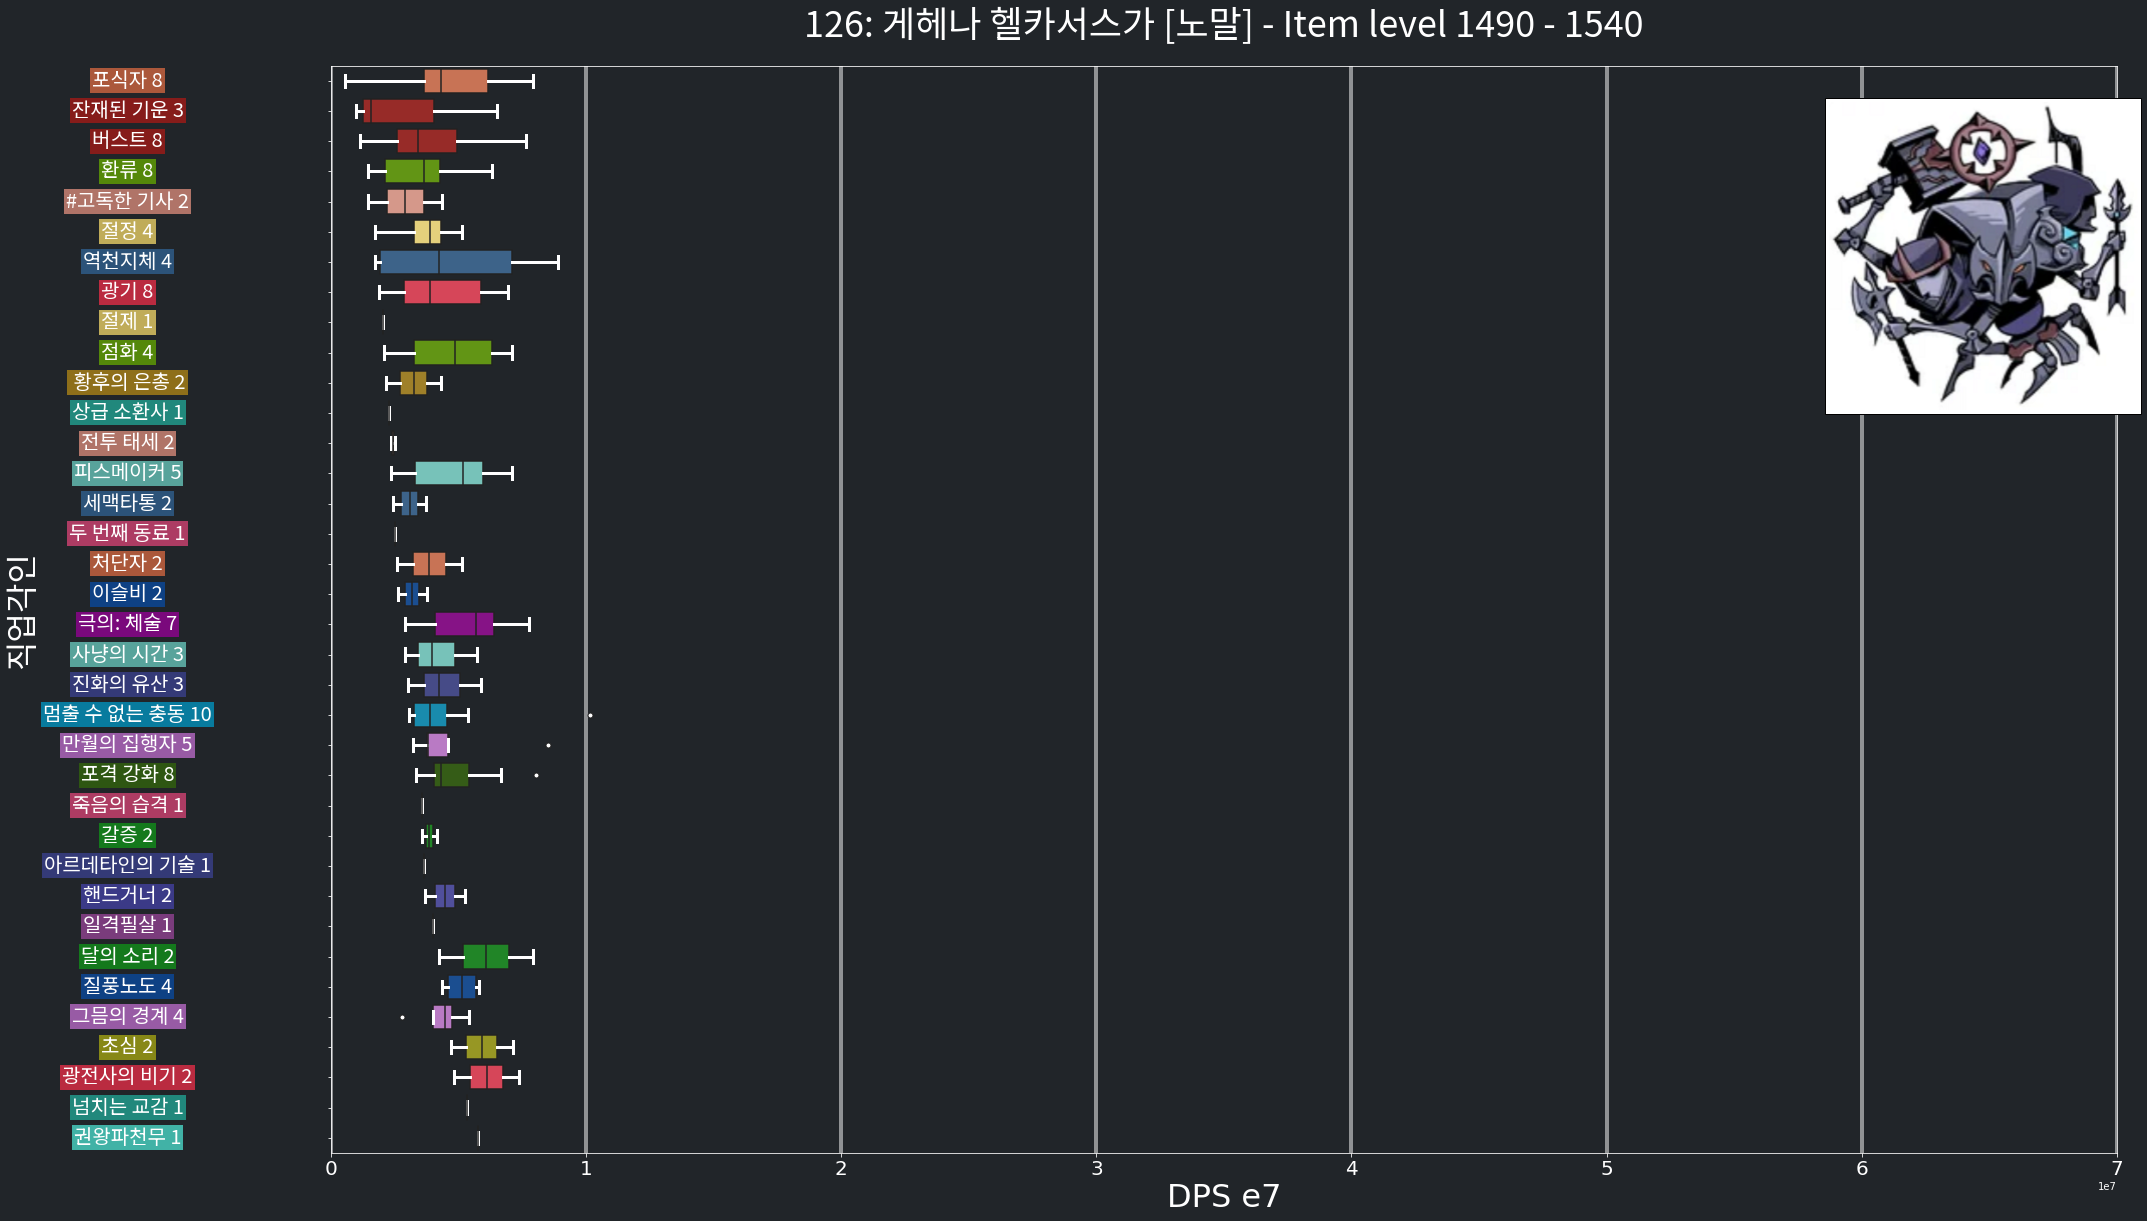 126: 게헤나 헬카서스가 [노말] - Item level 1490 - 1540
포식자 8
잔재된 기운 3
버스트 8
환류 8
#고독한 기사 2
절정 4
역천지체 4
광기 8
절제 1
점화 4
황후의 은총 2
상급 소환사 1
전투 태세 2
피스메이커 5
세맥타통 2
두 번째 동료 1
처단자 2
이슬비 2
극의: 체술 7
사냥의 시간 3
진화의 유산 3
멈출 수 없는 충동 10
만월의 집행자 5
포격 강화 8
죽음의 습격 1
갈증 2
아르데타인의 기술 1
핸드거너 2
일격필살 1
달의 소리 2
질풍노도 4
그믐의 경계 4
초심 2
광전사의 비기 2
넘치는 교감 1
권왕파천무 1
직업각인
0 1 2 3 4 5 6 7
1e7
DPS e7